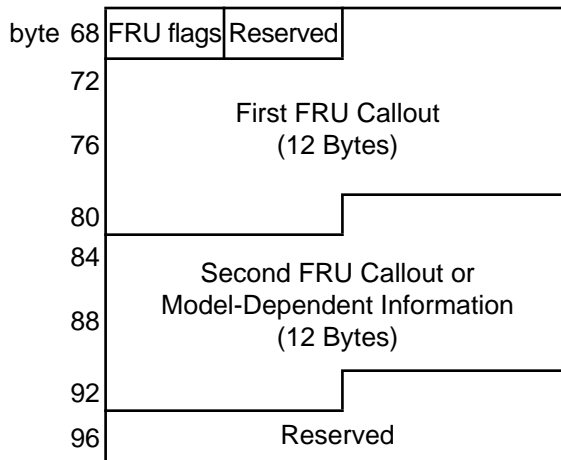 byte 68 FRU flags Reserved
72
First FRU Callout
76 (12 Bytes)
80
84
Second FRU Callout or
Model-Dependent Information
88
(12 Bytes)
92
96 Reserved